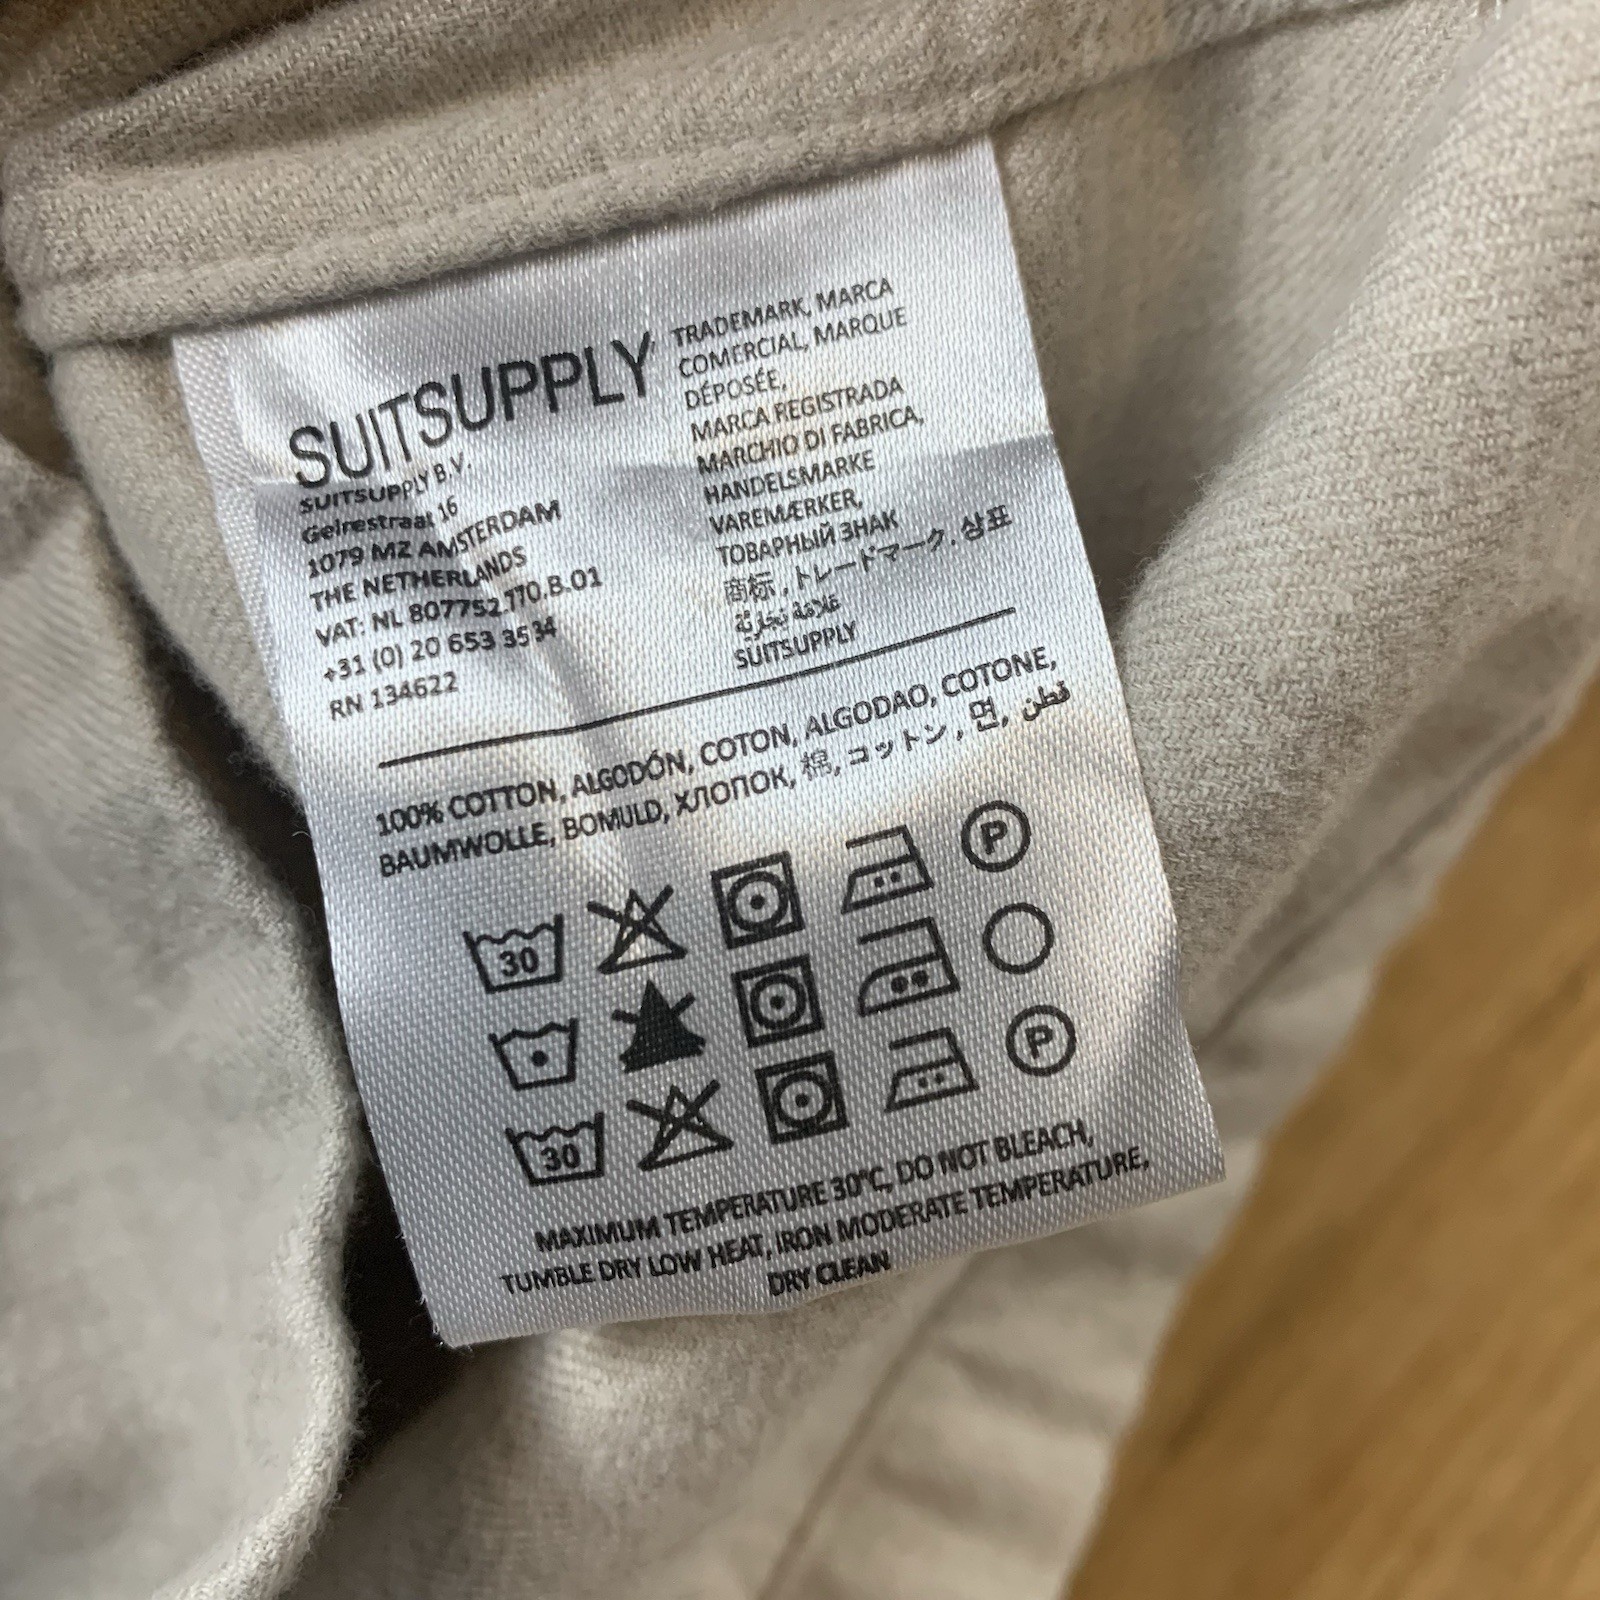 SUITSUPPLY
SUITSUPPLY B.V.
Gelrestraat 16
1079 MZ AMSTERDAM
THE NETHERLANDS
VAT: NL 807752.170.B.01
+31 (0) 20 653 3534
RN 134622
TRADEMARK, MARCA
COMERCIAL, MARQUE
DÉPOSÉE,
MARCA REGISTRADA
MARCHIO DI FABRICA,
HANDELSMARKE
VAREMÆRKER,
ТОВАРНЫЙ ЗНАК
商标, トレードマーク, 상표
علامة تجارية
SUITSUPPLY
100% COTTON, ALGODÓN, COTON, ALGODAO, COTONE,
BAUMWOLLE, BOMULD, ХЛОПОК, 棉, コットン, 면, قطن
30 P
30 P
MAXIMUM TEMPERATURE 30°C, DO NOT BLEACH,
TUMBLE DRY LOW HEAT, IRON MODERATE TEMPERATURE,
DRY CLEAN